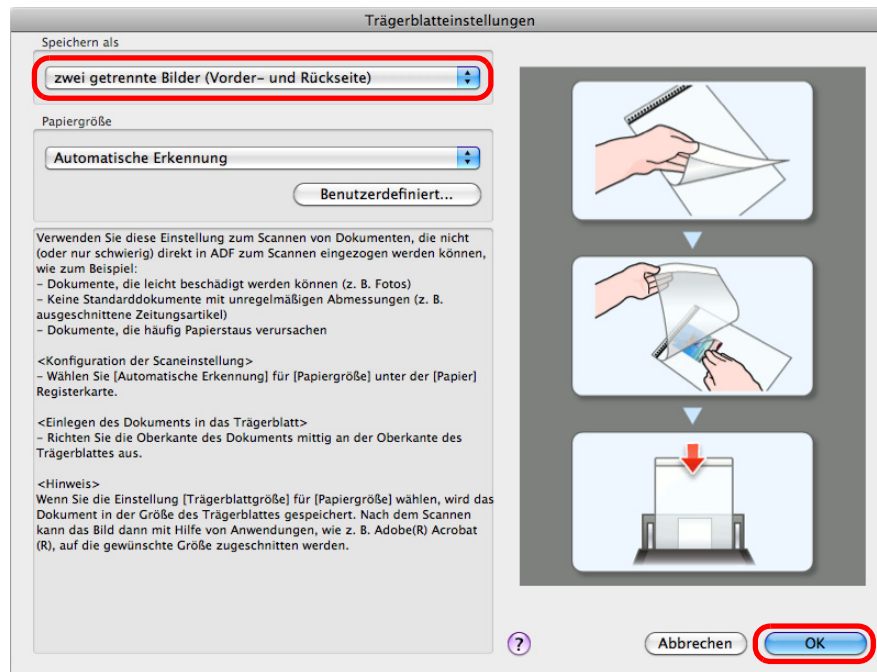 Trägerblatteinstellungen
Speichern als
zwei getrennte Bilder (Vorder- und Rückseite)
Papiergröße
Automatische Erkennung
Benutzerdefiniert...
Verwenden Sie diese Einstellung zum Scannen von Dokumenten, die nicht
(oder nur schwierig) direkt in ADF zum Scannen eingezogen werden können,
wie zum Beispiel:
– Dokumente, die leicht beschädigt werden können (z. B. Fotos)
– Keine Standarddokumente mit unregelmäßigen Abmessungen (z. B.
ausgeschnittene Zeitungsartikel)
– Dokumente, die häufig Papierstaus verursachen
<Konfiguration der Scaneinstellung>
– Wählen Sie [Automatische Erkennung] für [Papiergröße] unter der [Papier]
Registerkarte.
<Einlegen des Dokuments in das Trägerblatt>
– Richten Sie die Oberkante des Dokuments mittig an der Oberkante des
Trägerblattes aus.
<Hinweis>
Wenn Sie die Einstellung [Trägerblattgröße] für [Papiergröße] wählen, wird das
Dokument in der Größe des Trägerblattes gespeichert. Nach dem Scannen
kann das Bild dann mit Hilfe von Anwendungen, wie z. B. Adobe(R) Acrobat
(R), auf die gewünschte Größe zugeschnitten werden.
?
Abbrechen
OK